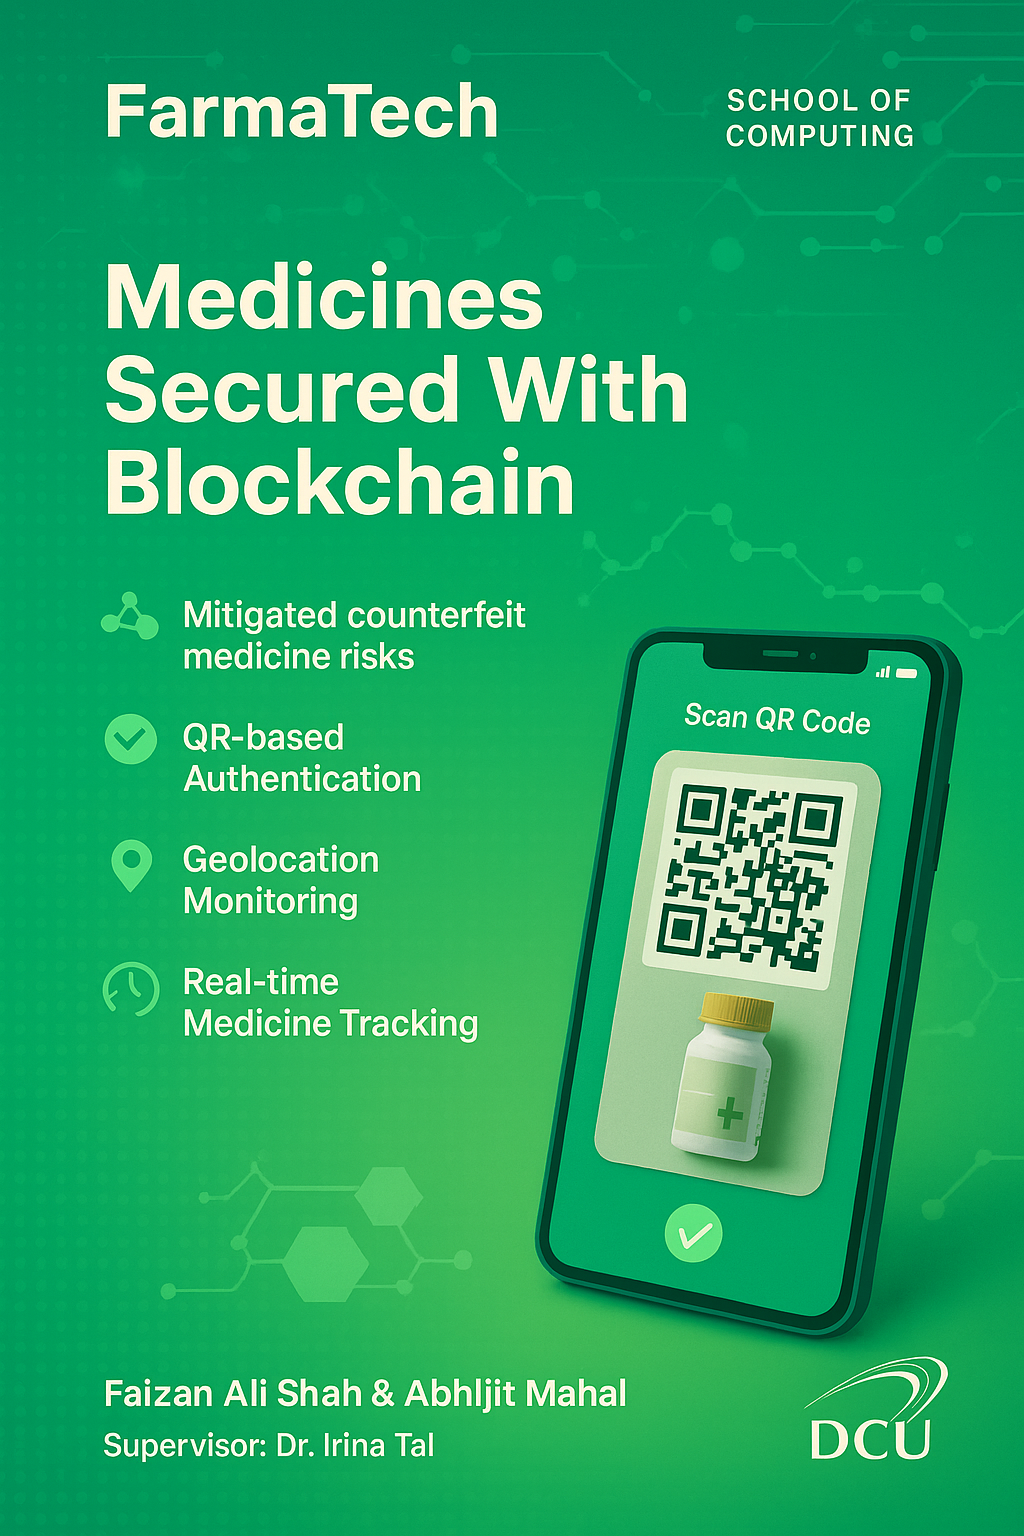 FarmaTech
SCHOOL OF
COMPUTING
Medicines
Secured With
Blockchain
Mitigated counterfeit
medicine risks
QR-based
Authentication
Geolocation
Monitoring
Real-time
Medicine Tracking
Scan QR Code
Faizan Ali Shah & Abhljit Mahal
Supervisor: Dr. Irina Tal
DCU